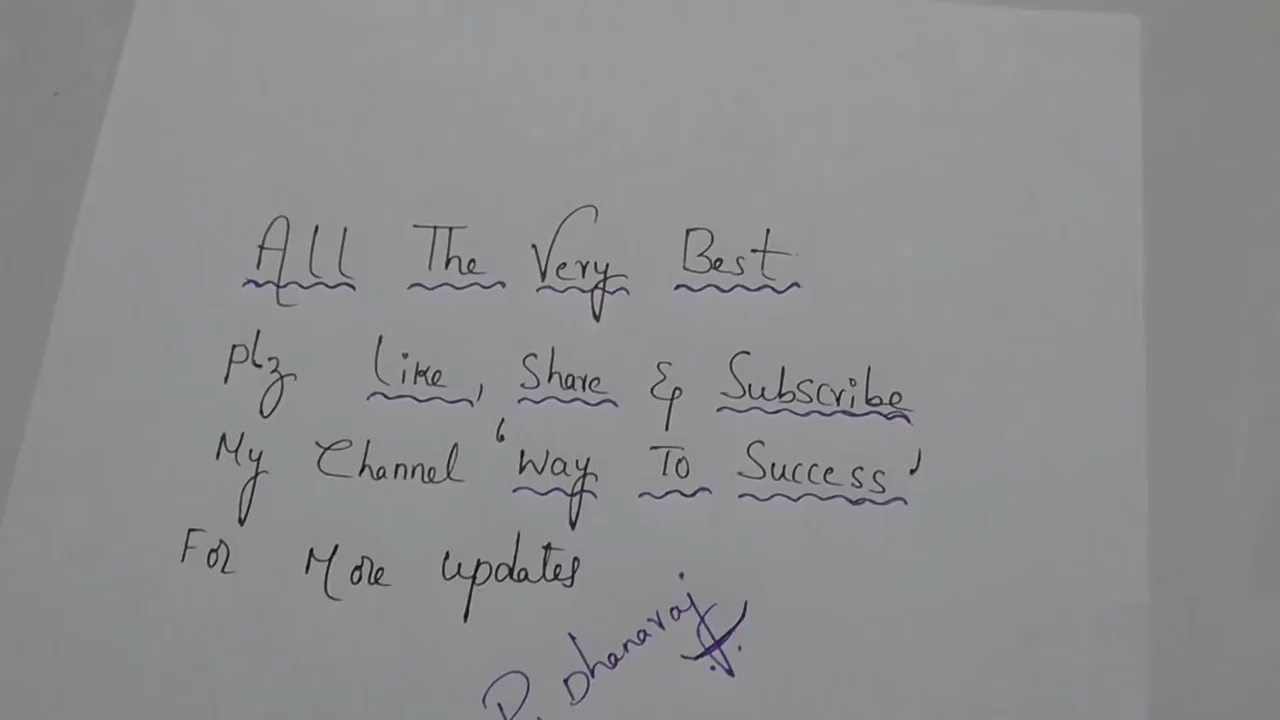 All The Very Best
Plz Like, Share & Subscribe
My Channel ‘Way To Success’
For More updates
D. Dhanaraj